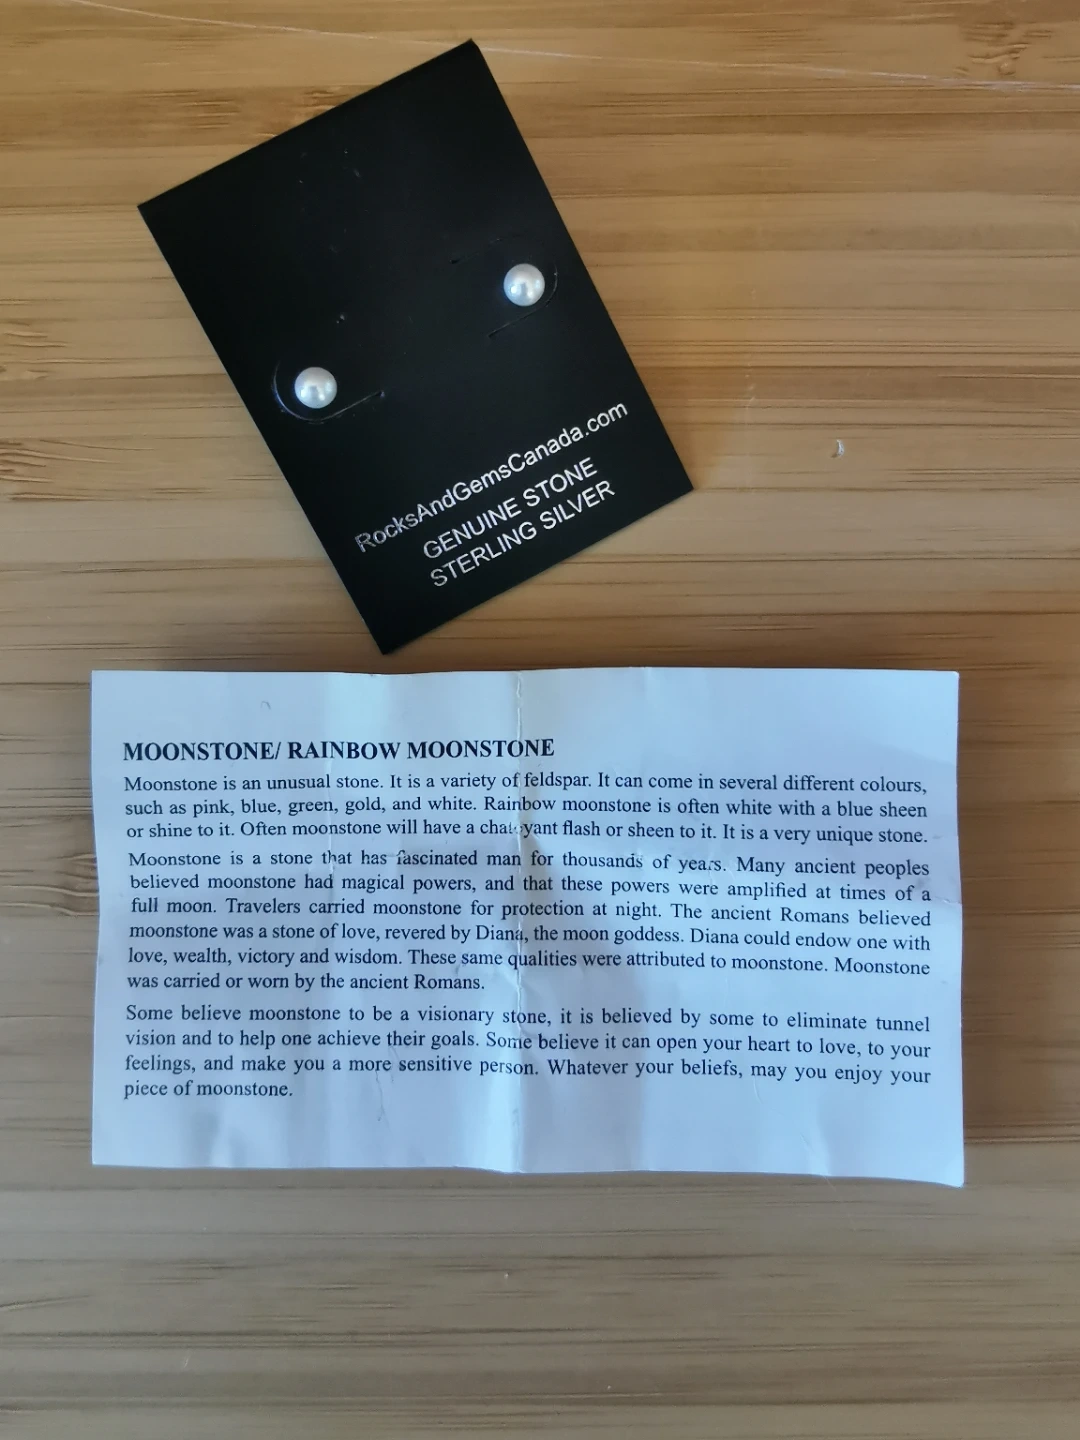 RocksAndGemsCanada.com
GENUINE STONE
STERLING SILVER
MOONSTONE/ RAINBOW MOONSTONE
Moonstone is an unusual stone. It is a variety of feldspar. It can come in several different colours,
such as pink, blue, green, gold, and white. Rainbow moonstone is often white with a blue sheen
or shine to it. Often moonstone will have a chatoyant flash or sheen to it. It is a very unique stone.
Moonstone is a stone that has fascinated man for thousands of years. Many ancient peoples
believed moonstone had magical powers, and that these powers were amplified at times of a
full moon. Travelers carried moonstone for protection at night. The ancient Romans believed
moonstone was a stone of love, revered by Diana, the moon goddess. Diana could endow one with
love, wealth, victory and wisdom. These same qualities were attributed to moonstone. Moonstone
was carried or worn by the ancient Romans.
Some believe moonstone to be a visionary stone, it is believed by some to eliminate tunnel
vision and to help one achieve their goals. Some believe it can open your heart to love, to your
feelings, and make you a more sensitive person. Whatever your beliefs, may you enjoy your
piece of moonstone.